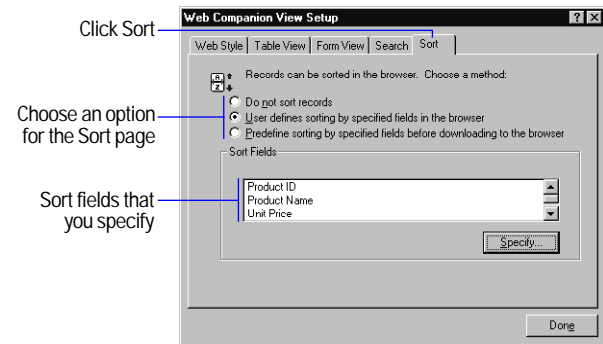 Web Companion View Setup
Click Sort
Web Style Table View Form View Search Sort
Records can be sorted in the browser. Choose a method:
Do not sort records
User defines sorting by specified fields in the browser
Predefine sorting by specified fields before downloading to the browser
Choose an option
for the Sort page
Sort Fields
Product ID
Product Name
Unit Price
Sort fields that
you specify
Specify...
Done